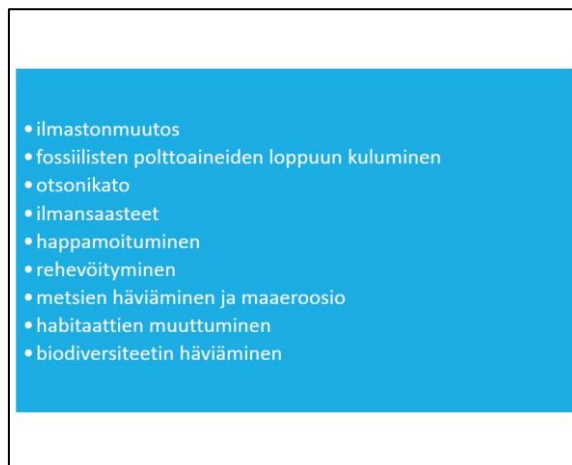 • ilmastonmuutos
• fossiilisten polttoaineiden loppuun kuluminen
• otsonikato
• ilmansaasteet
• happamoituminen
• rehevöityminen
• metsien häviäminen ja maaeroosio
• habitaattien muuttuminen
• biodiversiteetin häviäminen